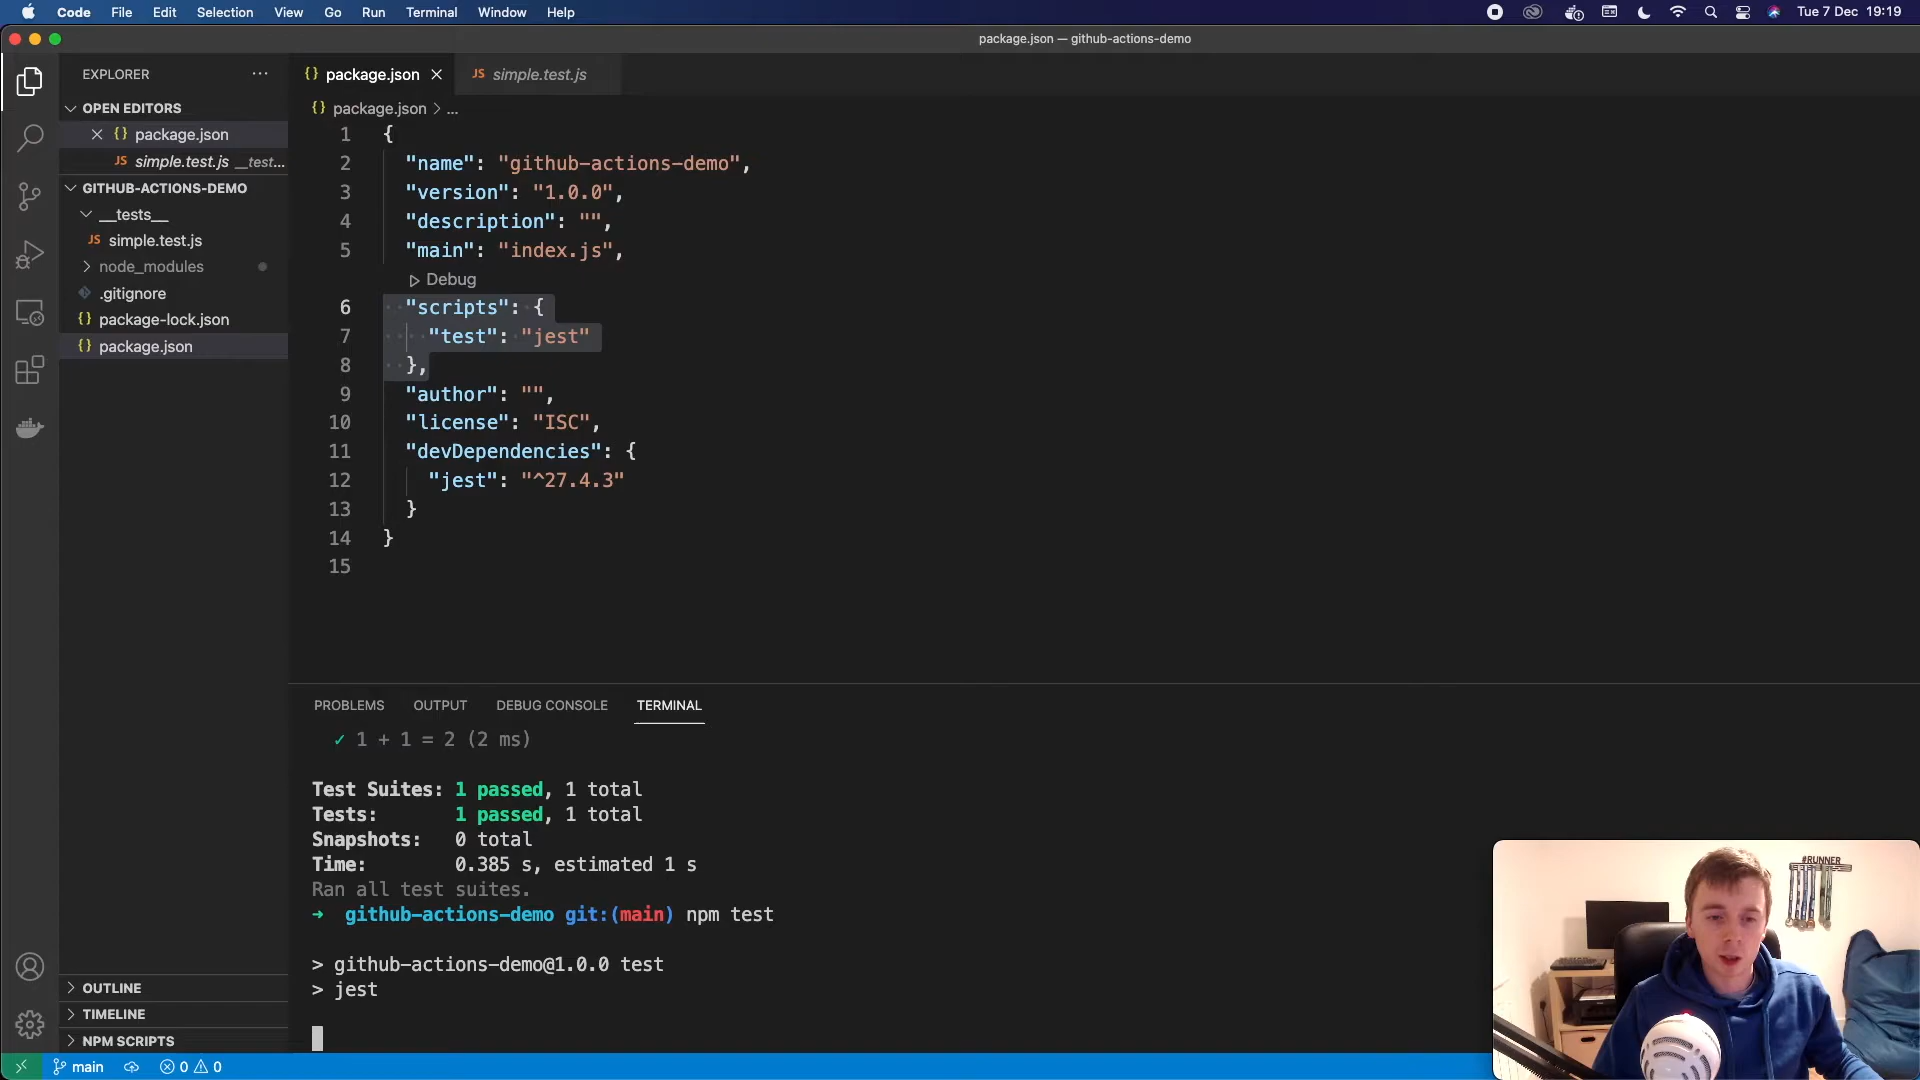 Code File Edit Selection View Go Run Terminal Window Help
Tue 7 Dec 19:19
package.json — github-actions-demo
EXPLORER
OPEN EDITORS
package.json
simple.test.js __test...
GITHUB-ACTIONS-DEMO
__tests__
JS simple.test.js
node_modules
.gitignore
{} package-lock.json
{} package.json
OUTLINE
TIMELINE
NPM SCRIPTS
{} package.json
JS simple.test.js
{} package.json > ...
1 {
2 "name": "github-actions-demo",
3 "version": "1.0.0",
4 "description": "",
5 "main": "index.js",
Debug
6 "scripts": {
7 "test": "jest"
8 },
9 "author": "",
10 "license": "ISC",
11 "devDependencies": {
12 "jest": "^27.4.3"
13 }
14 }
15
PROBLEMS OUTPUT DEBUG CONSOLE TERMINAL
✓ 1 + 1 = 2 (2 ms)
Test Suites: 1 passed, 1 total
Tests: 1 passed, 1 total
Snapshots: 0 total
Time: 0.385 s, estimated 1 s
Ran all test suites.
➜ github-actions-demo git:(main) npm test
> github-actions-demo@1.0.0 test
> jest
main 0 0
#RUNNER